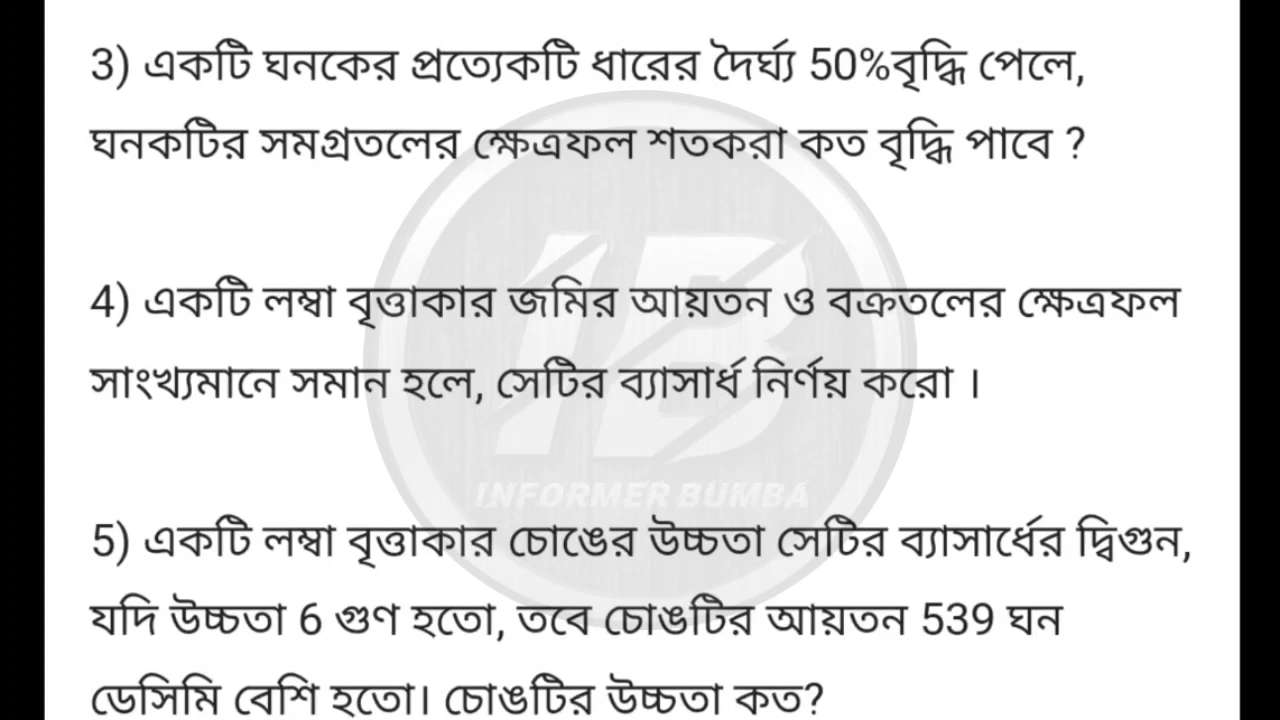 3) একটি ঘনকের প্রত্যেকটি ধারের দৈর্ঘ্য 50%বৃদ্ধি পেলে,
ঘনকটির সমগ্রতলের ক্ষেত্রফল শতকরা কত বৃদ্ধি পাবে ?
4) একটি লম্বা বৃত্তাকার জমির আয়তন ও বক্রতলের ক্ষেত্রফল
সাংখ্যমানে সমান হলে, সেটির ব্যাসার্ধ নির্ণয় করো ।
IB
INFORMER BUMBA
5) একটি লম্বা বৃত্তাকার চোঙের উচ্চতা সেটির ব্যাসার্ধের দ্বিগুন,
যদি উচ্চতা 6 গুণ হতো, তবে চোঙটির আয়তন 539 ঘন
ডেসিমি বেশি হতো। চোঙটির উচ্চতা কত?